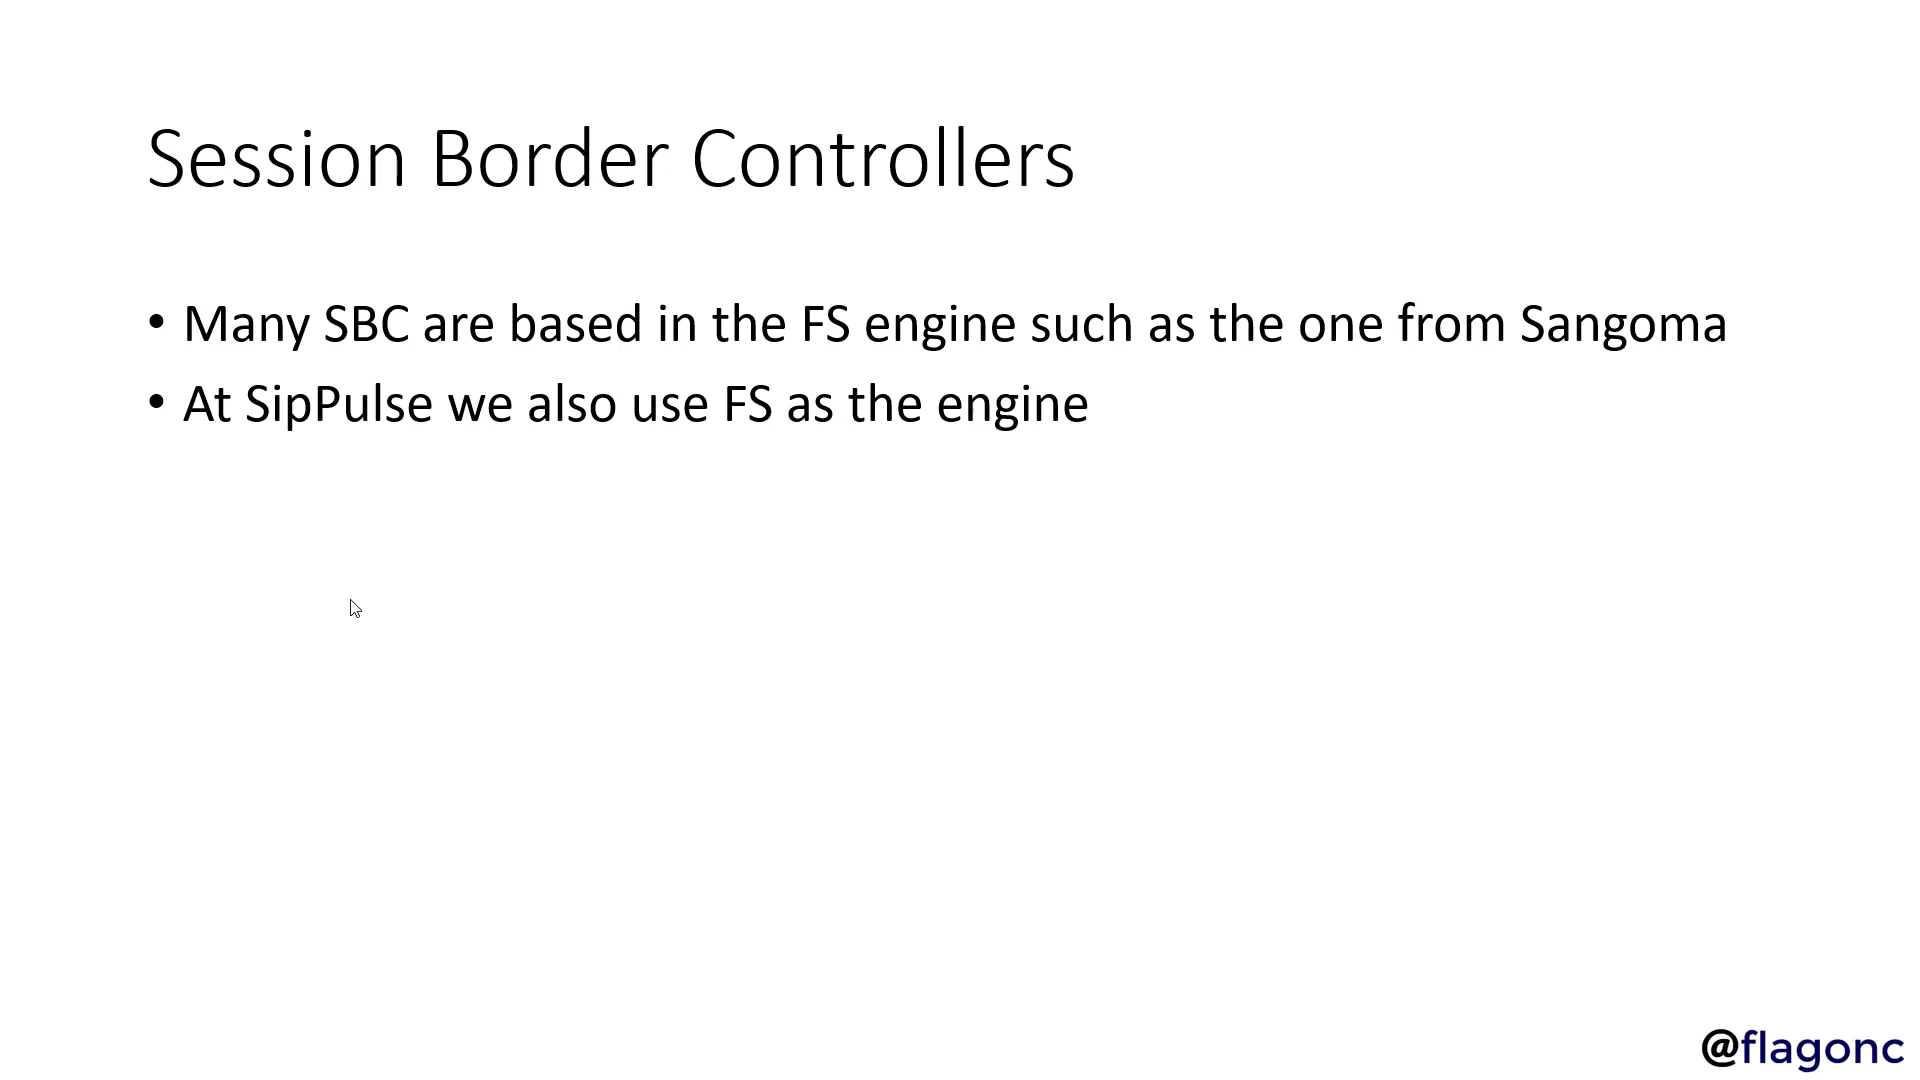 Session Border Controllers
• Many SBC are based in the FS engine such as the one from Sangoma
• At SipPulse we also use FS as the engine
@flagonc